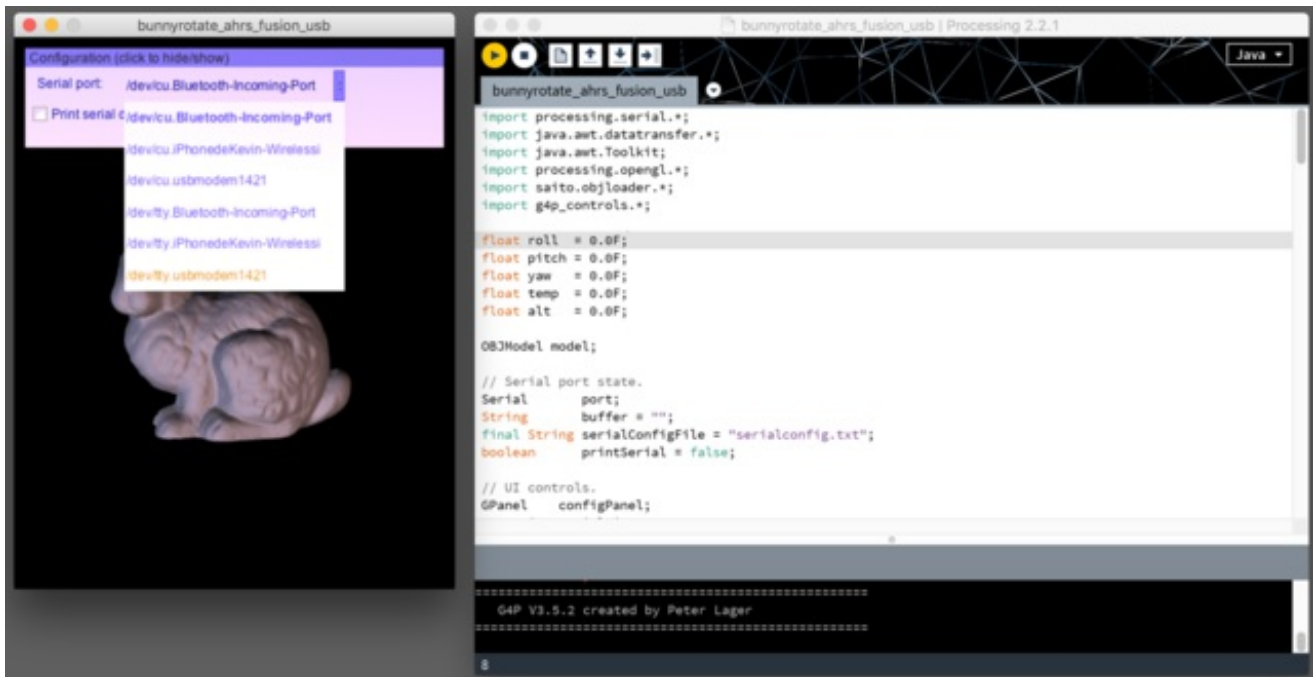 bunnyrotate_ahrs_fusion_usb
Configuration (click to hide/show)
Serial port: /dev/cu.Bluetooth-Incoming-Port
Print serial
/dev/cu.Bluetooth-Incoming-Port
/dev/cu.iPhonedeKevin-Wirelessi
/dev/cu.usbmodem1421
/dev/tty.Bluetooth-Incoming-Port
/dev/tty.iPhonedeKevin-Wirelessi
/dev/tty.usbmodem1421
bunnyrotate_ahrs_fusion_usb | Processing 2.2.1
Java
bunnyrotate_ahrs_fusion_usb
import processing.serial.*;
import java.awt.datatransfer.*;
import java.awt.Toolkit;
import processing.opengl.*;
import saito.objloader.*;
import g4p_controls.*;
float roll = 0.0F;
float pitch = 0.0F;
float yaw = 0.0F;
float temp = 0.0F;
float alt = 0.0F;
OBJModel model;
// Serial port state.
Serial port;
String buffer = "";
final String serialConfigFile = "serialconfig.txt";
boolean printSerial = false;
// UI controls.
GPanel configPanel;
===================================================
G4P V3.5.2 created by Peter Lager
===================================================
8